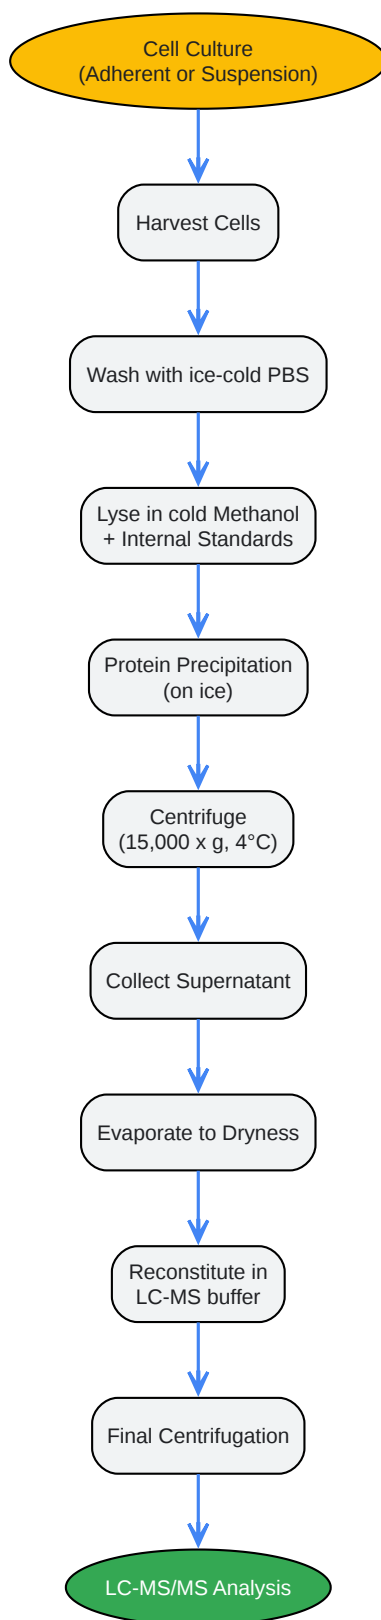 Cell Culture
(Adherent or Suspension)
Harvest Cells
Wash with ice-cold PBS
Lyse in cold Methanol
+ Internal Standards
Protein Precipitation
(on ice)
Centrifuge
(15,000 x g, 4°C)
Collect Supernatant
Evaporate to Dryness
Reconstitute in
LC-MS buffer
Final Centrifugation
LC-MS/MS Analysis